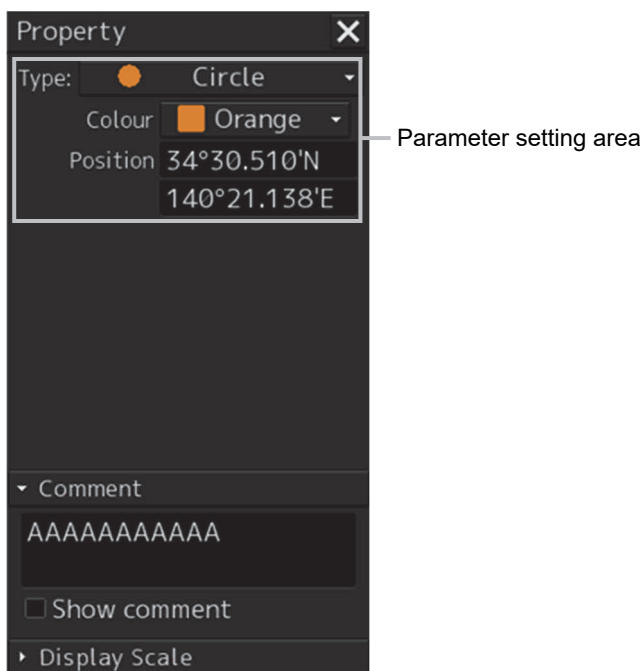 Property
Type: Circle
Colour Orange
Position 34°30.510'N
140°21.138'E
Parameter setting area
Comment
AAAAAAAAAAA
Show comment
Display Scale